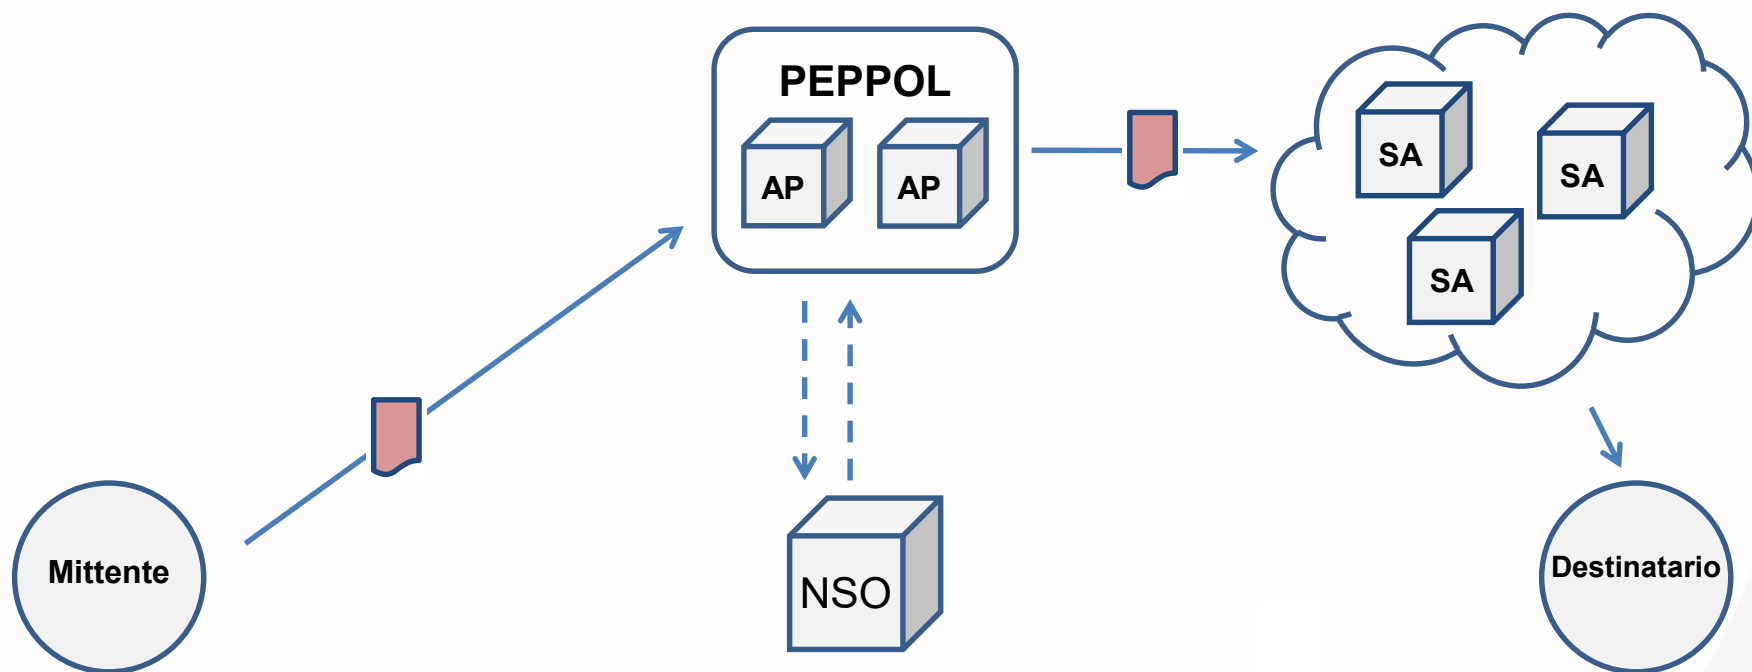 PEPPOL
AP
AP
SA
SA
SA
Mittente
NSO
Destinatario